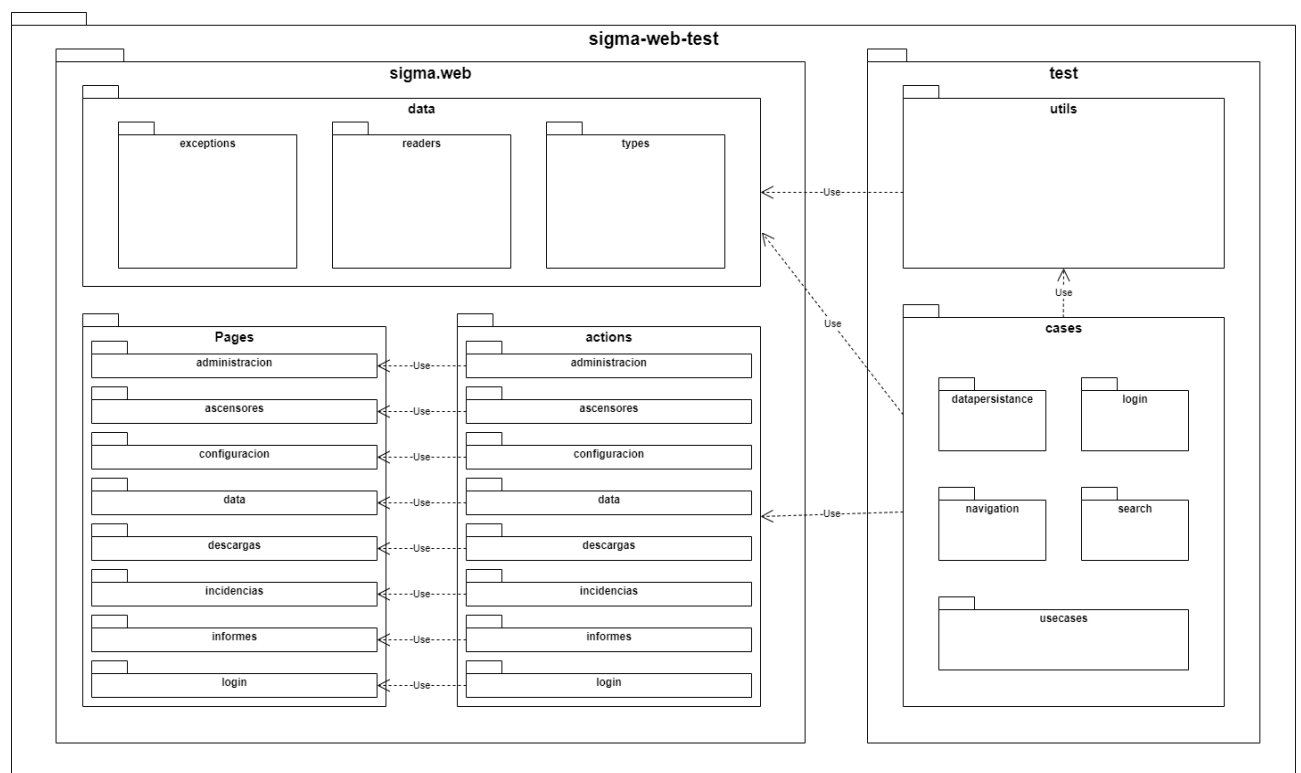 sigma-web-test
sigma.web
test
data
utils
exceptions
readers
types
Use
Use
Use
Pages
actions
cases
administracion
Use
administracion
ascensores
Use
ascensores
datapersistance
login
configuracion
Use
configuracion
data
Use
data
Use
navigation
search
descargas
Use
descargas
incidencias
Use
incidencias
usecases
informes
Use
informes
login
Use
login